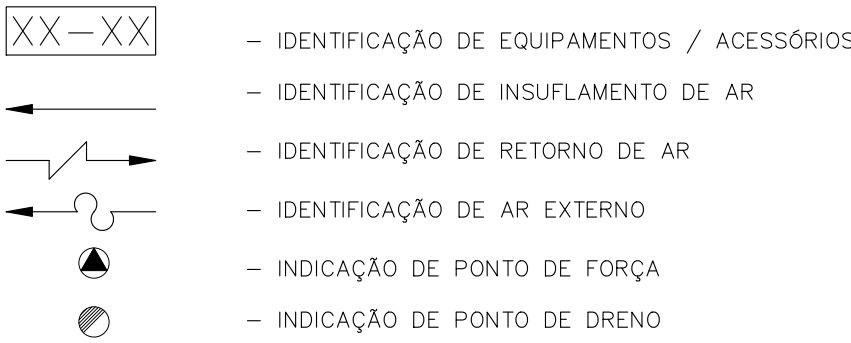 XX-XX – IDENTIFICAÇÃO DE EQUIPAMENTOS / ACESSÓRIOS
– IDENTIFICAÇÃO DE INSUFLAMENTO DE AR
– IDENTIFICAÇÃO DE RETORNO DE AR
– IDENTIFICAÇÃO DE AR EXTERNO
– INDICAÇÃO DE PONTO DE FORÇA
– INDICAÇÃO DE PONTO DE DRENO